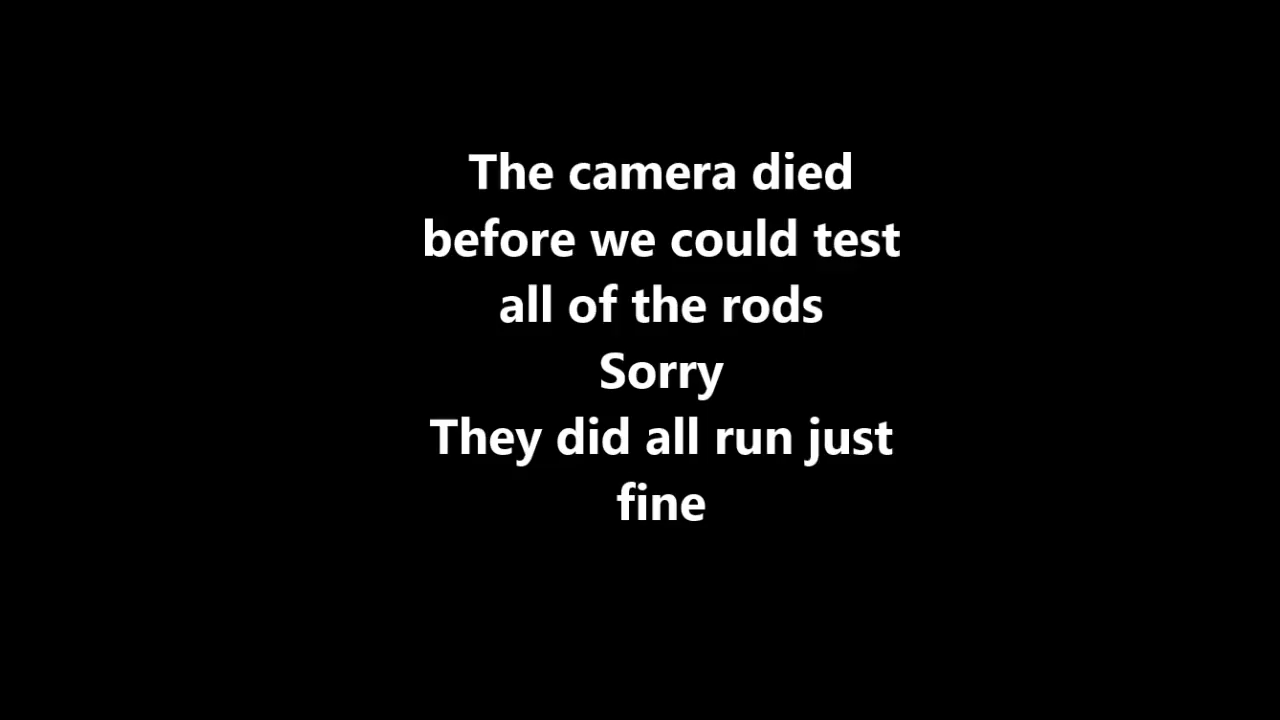 The camera died
before we could test
all of the rods
Sorry
They did all run just
fine